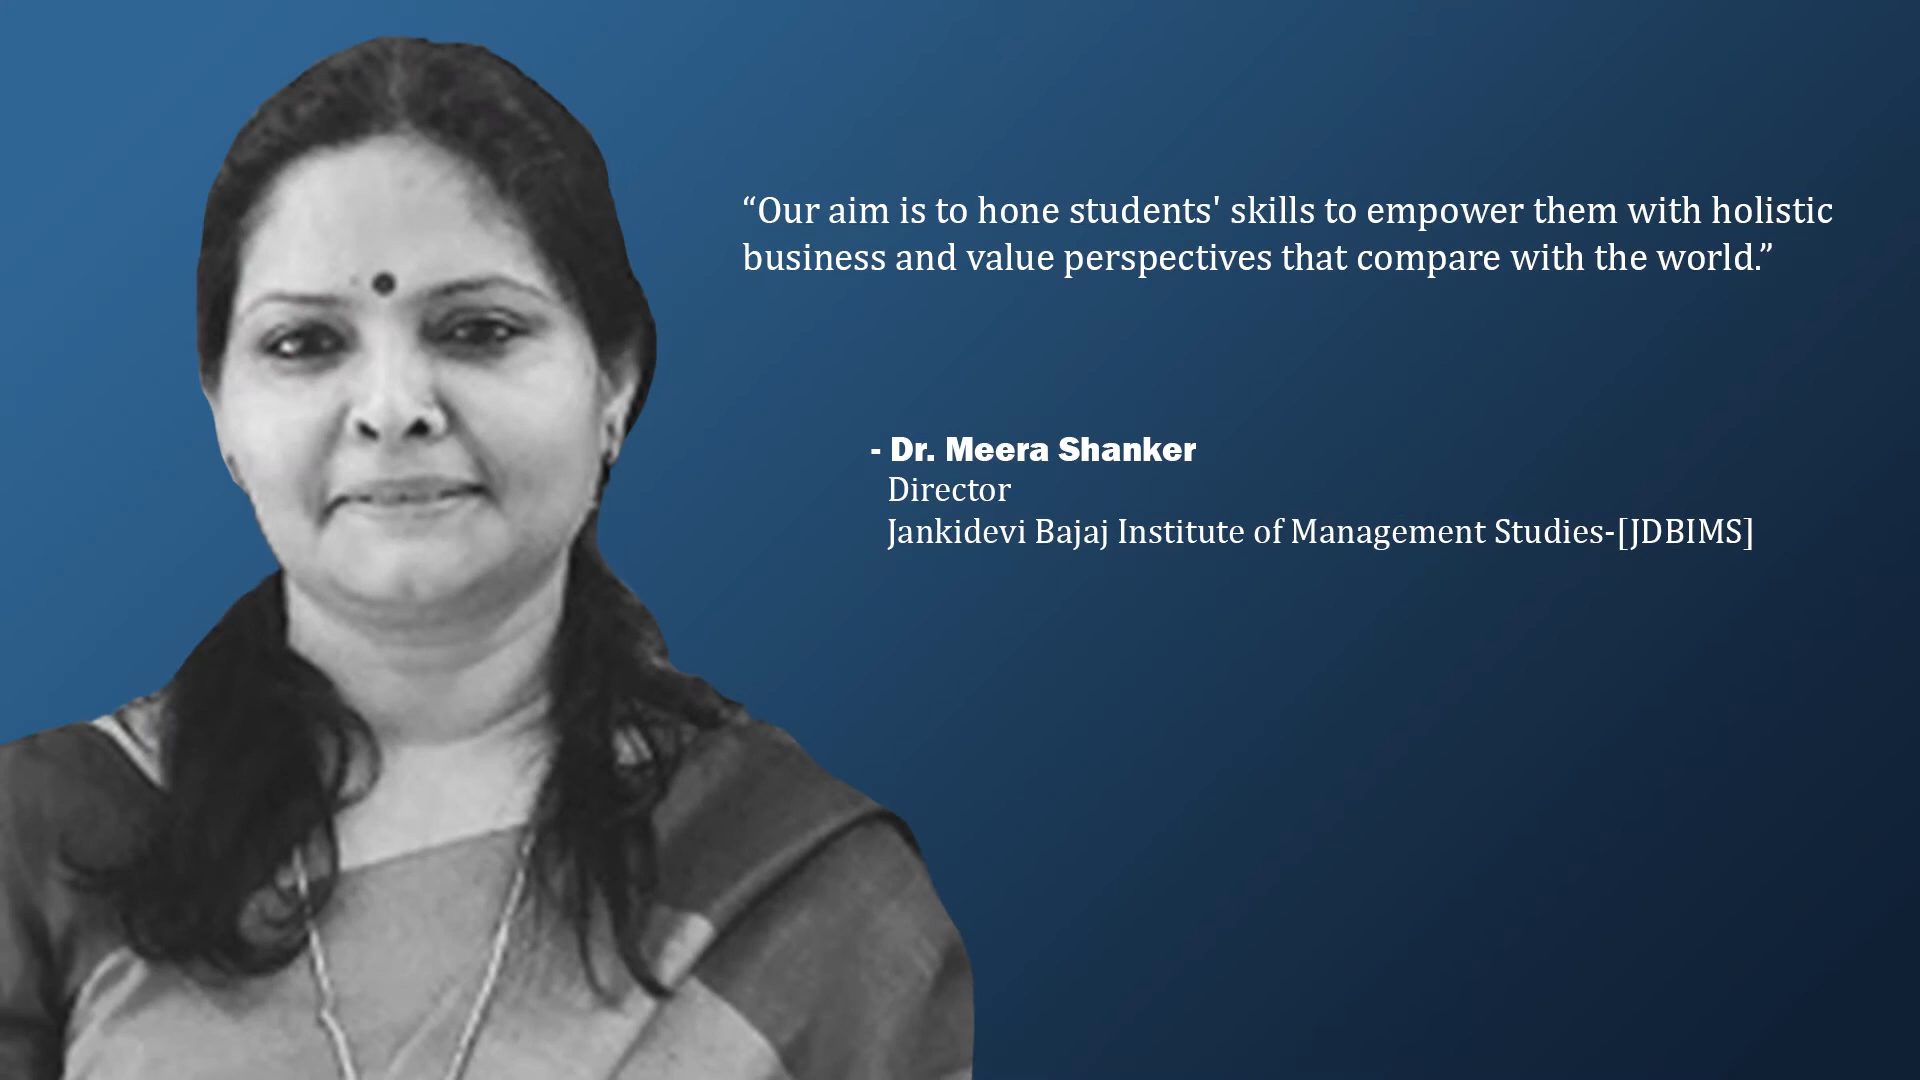 “Our aim is to hone students' skills to empower them with holistic
business and value perspectives that compare with the world.”
- Dr. Meera Shanker
Director
Jankidevi Bajaj Institute of Management Studies-[JDBIMS]